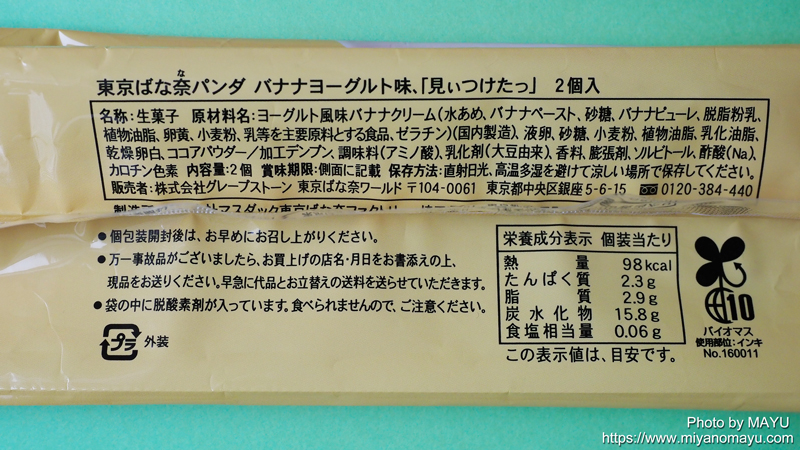 東京ばな奈パンダ バナナヨーグルト味、「見ぃつけたっ」 2個入
な
名称:生菓子 原材料名:ヨーグルト風味バナナクリーム(水あめ、バナナペースト、砂糖、バナナピューレ、脱脂粉乳、
植物油脂、卵黄、小麦粉、乳等を主要原料とする食品、ゼラチン)(国内製造)、液卵、砂糖、小麦粉、植物油脂、乳化油脂、
乾燥卵白、ココアパウダー/加工デンプン、調味料(アミノ酸)、乳化剤(大豆由来)、香料、膨張剤、ソルビトール、酢酸(Na)、
カロチン色素 内容量:2個 賞味期限:側面に記載 保存方法:直射日光、高温多湿を避けて涼しい場所で保存してください。
販売者:株式会社グレープストーン 東京ばな奈ワールド 〒104-0061 東京都中央区銀座5-6-15 0120-384-440
マスダック東京ばな奈ファクトリー
●個包装開封後は、お早めにお召し上がりください。
●万一事故品がございましたら、お買上げの店名・月日をお書添えの上、
現品をお送りください。早急に代品とお立替えの送料を送らせていただきます。
●袋の中に脱酸素剤が入っています。食べられませんので、ご注意ください。
プラ 外装
栄養成分表示 個装当たり
熱量 98kcal
たんぱく質 2.3g
脂質 2.9g
炭水化物 15.8g
食塩相当量 0.06g
この表示値は、目安です。
10
バイオマス
使用部位:インキ
No.160011
Photo by MAYU
https://www.miyanomayu.com